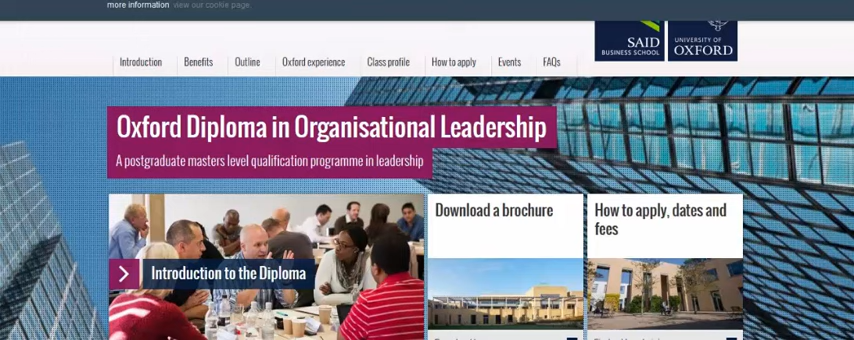 more information view our cookie page.
SAID
BUSINESS SCHOOL
UNIVERSITY OF
OXFORD
Introduction
Benefits
Outline
Oxford experience
Class profile
How to apply
Events
FAQs
Oxford Diploma in Organisational Leadership
A postgraduate masters level qualification programme in leadership
Introduction to the Diploma
Download a brochure
How to apply, dates and
fees